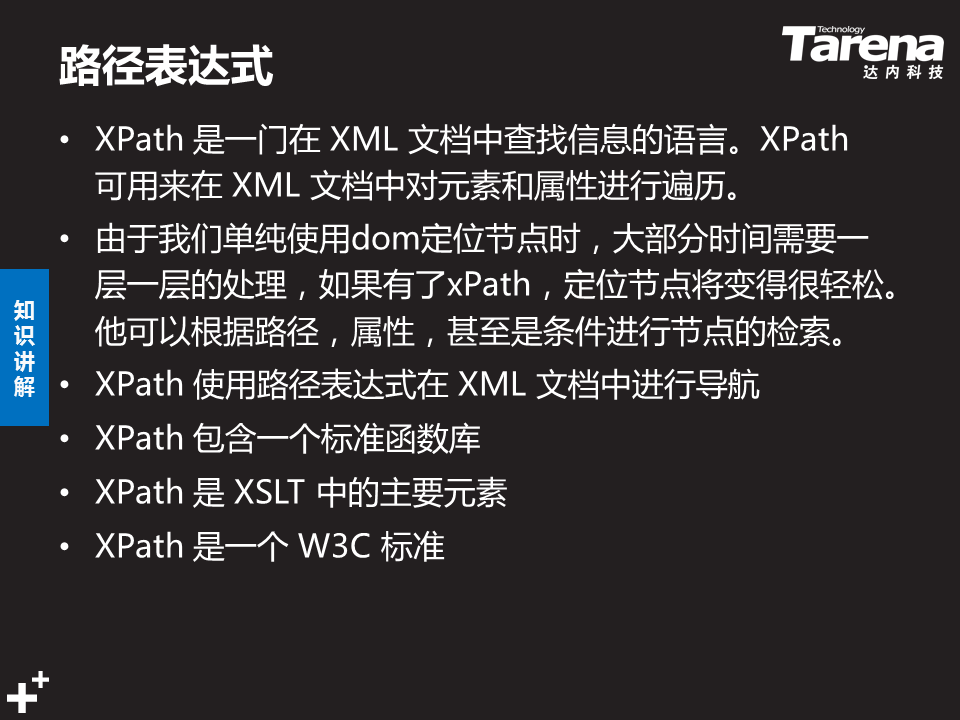 路径表达式
Technology
Tarena
达内科技
• XPath 是一门在 XML 文档中查找信息的语言。XPath
可用来在 XML 文档中对元素和属性进行遍历。
• 由于我们单纯使用dom定位节点时，大部分时间需要一
层一层的处理，如果有了xPath，定位节点将变得很轻松。
他可以根据路径，属性，甚至是条件进行节点的检索。
• XPath 使用路径表达式在 XML 文档中进行导航
• XPath 包含一个标准函数库
• XPath 是 XSLT 中的主要元素
• XPath 是一个 W3C 标准
知
识
讲
解